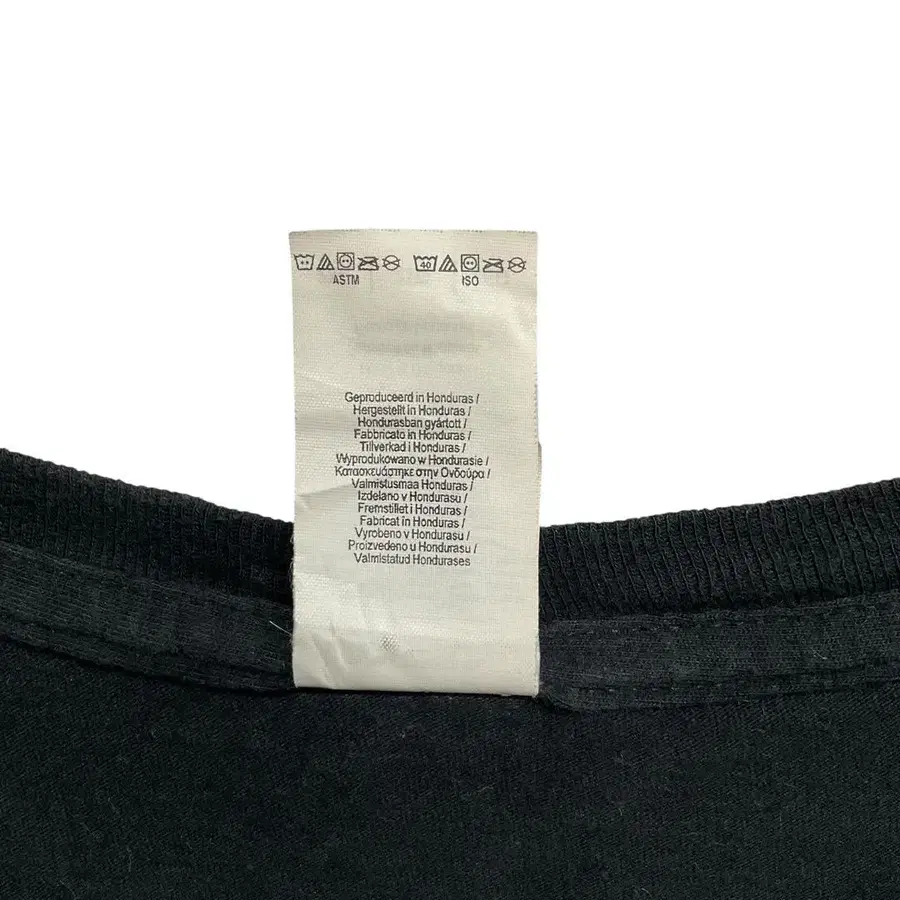 40
ASTM ISO
Geproduceerd in Honduras /
Hergestellt in Honduras /
Hondurasban gyártott /
Fabbricato in Honduras /
Tillverkad i Honduras /
Wyprodukowano w Hondurasie /
Κατασκευάστηκε στην Ονδούρα /
Valmistusmaa Honduras /
Izdelano v Hondurasu /
Fremstillet i Honduras /
Fabricat în Honduras /
Vyrobeno v Hondurasu /
Proizvedeno u Hondurasu /
Valmistatud Hondurases